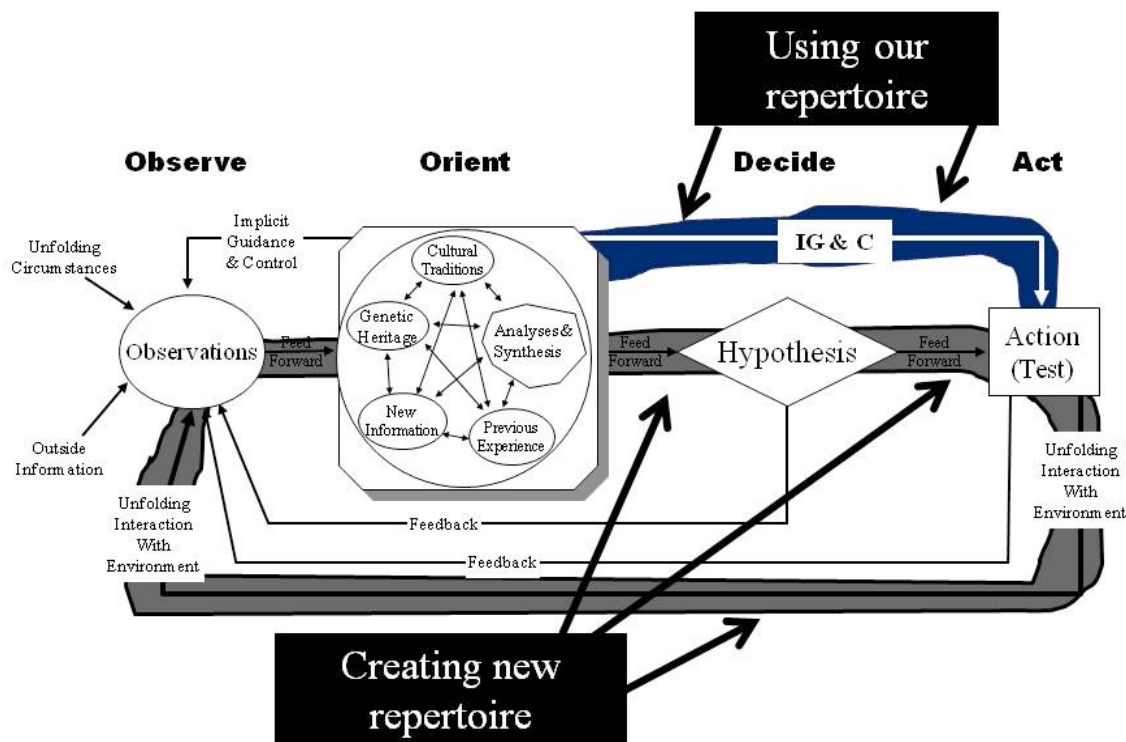 Using our
repertoire
Observe
Orient
Decide
Act
Implicit
Guidance
& Control
Unfolding
Circumstances
Cultural
Traditions
IG & C
Genetic
Heritage
Analyses &
Synthesis
Observations
Feed
Forward
Feed
Forward
Hypothesis
Feed
Forward
Action
(Test)
New
Information
Previous
Experience
Outside
Information
Unfolding
Interaction
With
Environment
Unfolding
Interaction
With
Environment
Feedback
Feedback
Creating new
repertoire